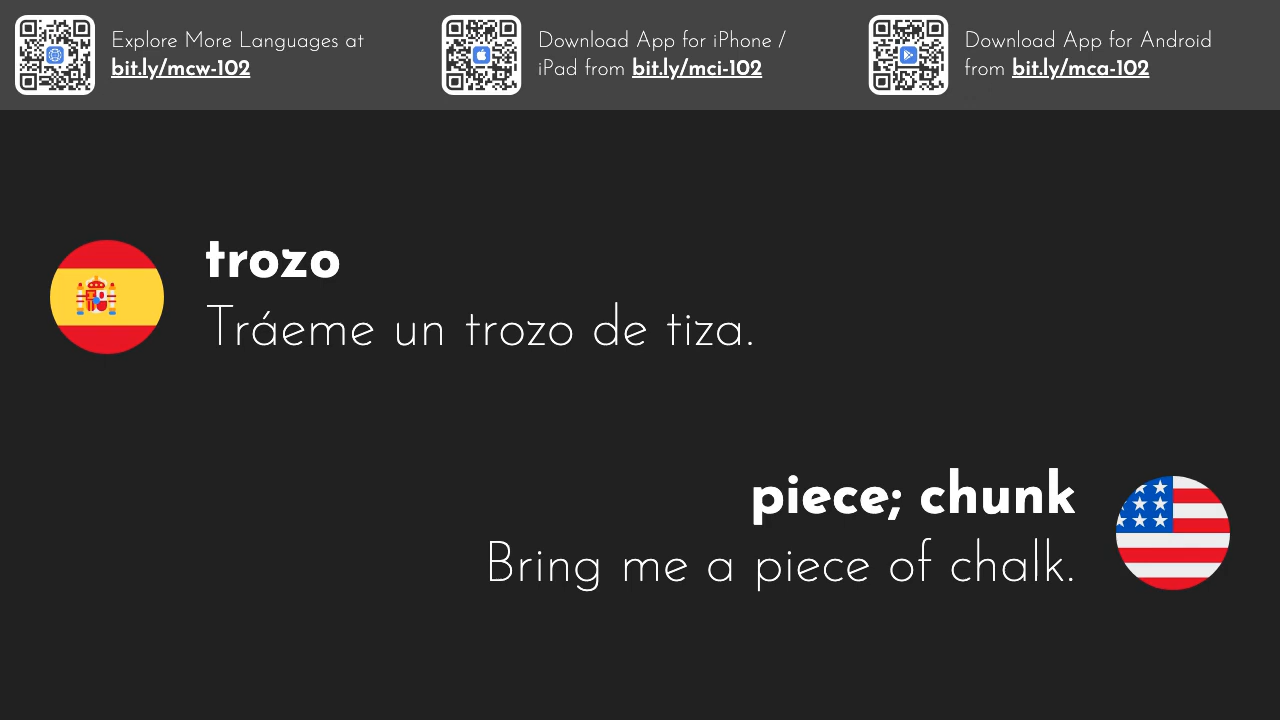 Explore More Languages at
bit.ly/mcw-102
Download App for iPhone /
iPad from bit.ly/mci-102
Download App for Android
from bit.ly/mca-102
trozo
Tráeme un trozo de tiza.
piece; chunk
Bring me a piece of chalk.